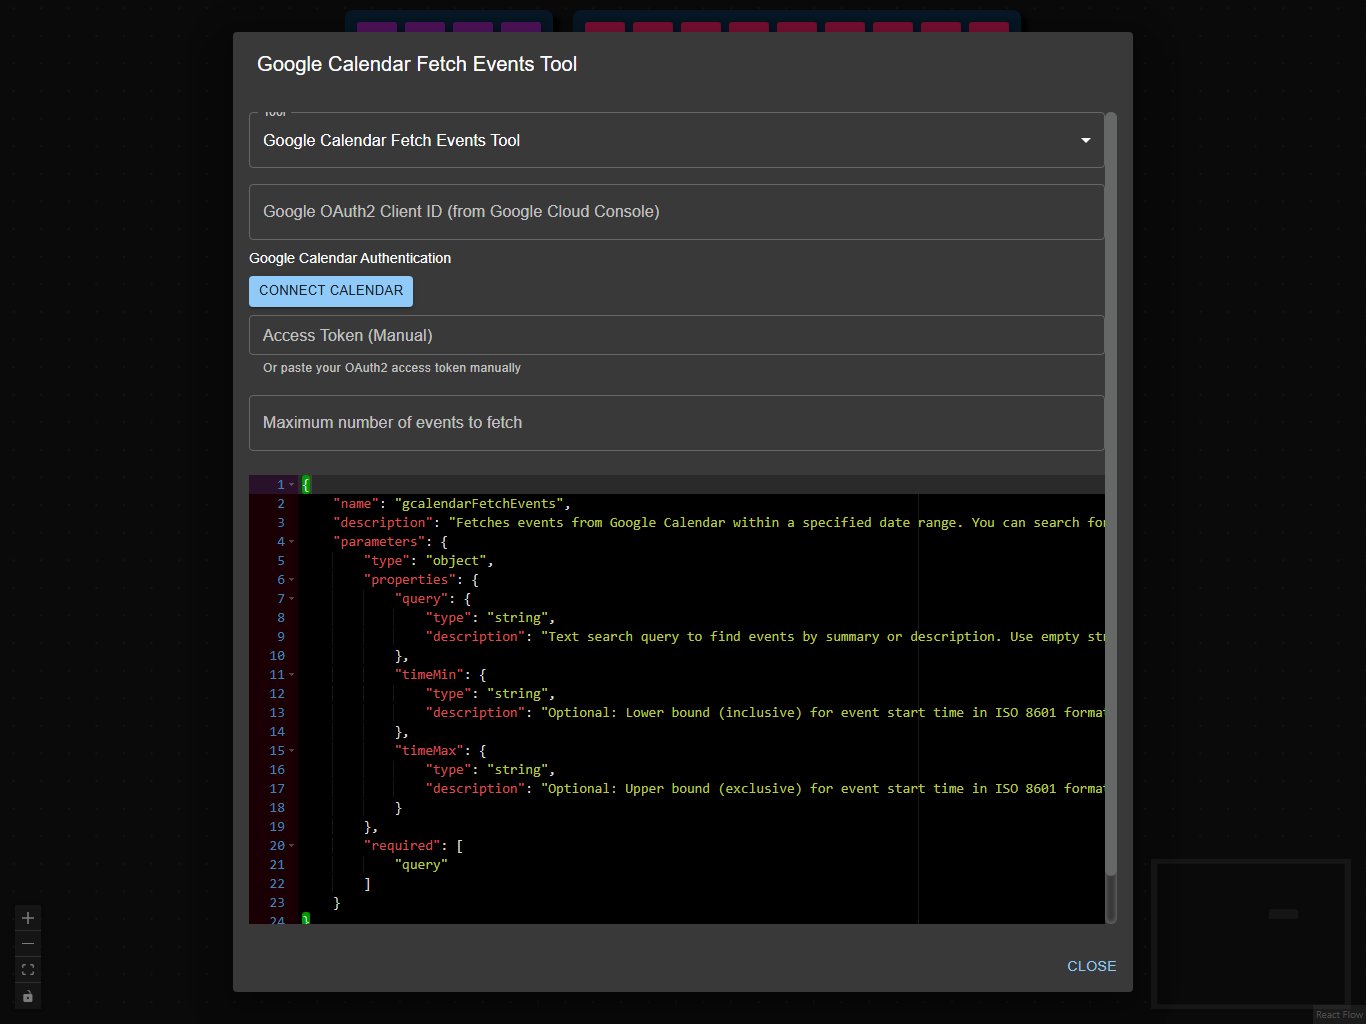 Google Calendar Fetch Events Tool
Tool
Google Calendar Fetch Events Tool
Google OAuth2 Client ID (from Google Cloud Console)
Google Calendar Authentication
CONNECT CALENDAR
Access Token (Manual)
Or paste your OAuth2 access token manually
Maximum number of events to fetch
1 {
2 "name": "gcalendarFetchEvents",
3 "description": "Fetches events from Google Calendar within a specified date range. You can search for
4 "parameters": {
5 "type": "object",
6 "properties": {
7 "query": {
8 "type": "string",
9 "description": "Text search query to find events by summary or description. Use empty
10 },
11 "timeMin": {
12 "type": "string",
13 "description": "Optional: Lower bound (inclusive) for event start time in ISO 8601 format
14 },
15 "timeMax": {
16 "type": "string",
17 "description": "Optional: Upper bound (exclusive) for event start time in ISO 8601 format
18 }
19 },
20 "required": [
21 "query"
22 ]
23 }
24 }
CLOSE
React Flow